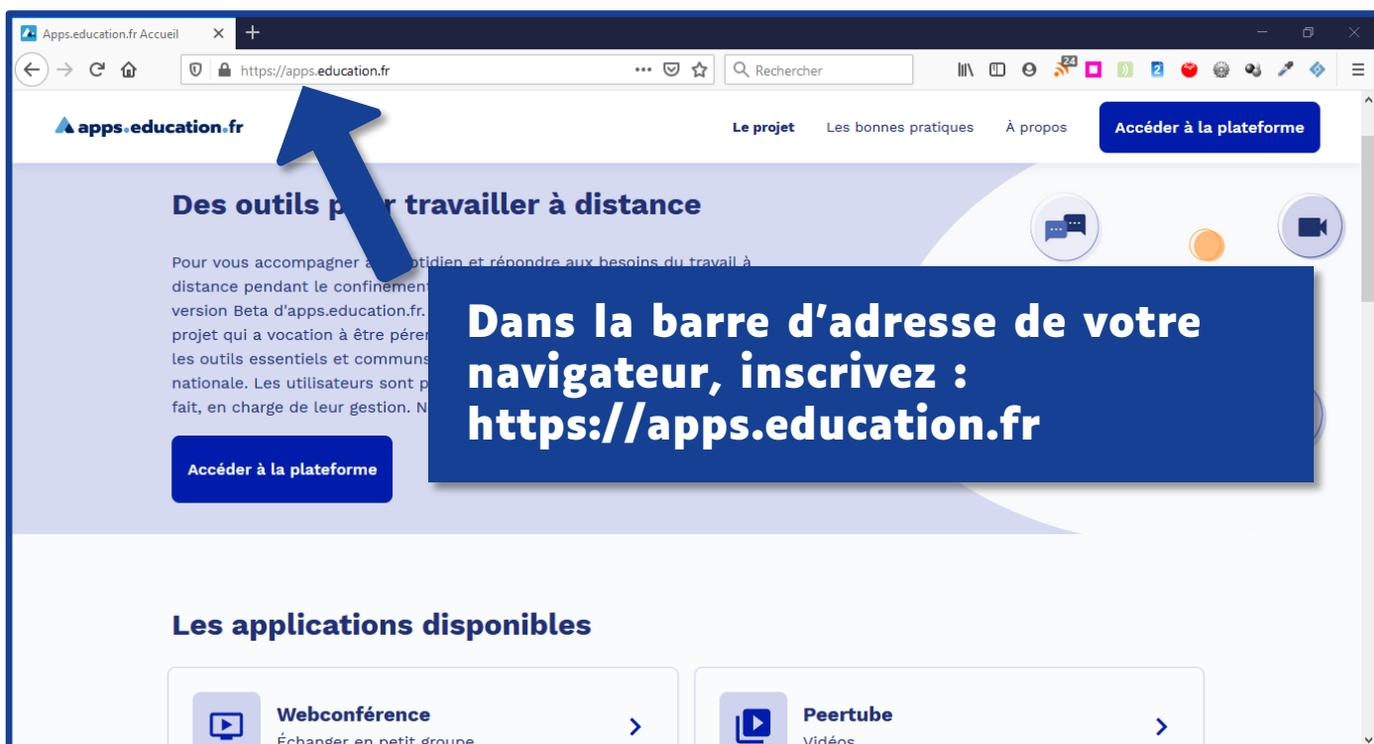 Apps.education.fr Accueil
https://apps.education.fr
Rechercher
24
2
apps.education.fr
Le projet
Les bonnes pratiques
À propos
Accéder à la plateforme
Des outils travailler à distance
Pour vous accompagner et répondre aux besoins du travail à
distance pendant le confinement
version Beta d'apps.education.fr.
projet qui a vocation à être
les outils essentiels et communs
nationale. Les utilisateurs sont
fait, en charge de leur gestion.
Dans la barre d'adresse de votre
navigateur, inscrivez :
https://apps.education.fr
Accéder à la plateforme
Les applications disponibles
Webconférence
Échanger en petit groupe
Peertube
Vidéos